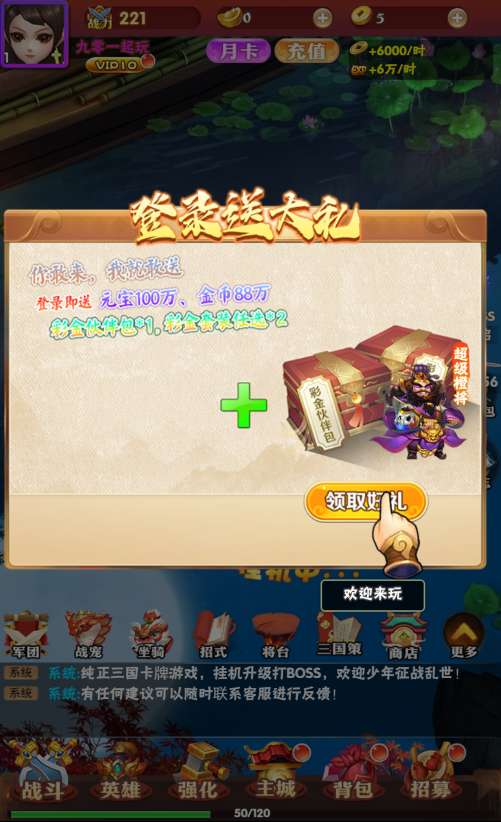 战力 221
0
5
1
九零一起玩
VIP10
月卡
充值
+6000/时
EXP +6万/时
登录送大礼
你敢来，我就敢送
登录即送 元宝100万、金币88万
彩金伙伴包*1,彩金套装任选*2
超级橙将
彩金伙伴包
领取好礼
欢迎来玩
挂机中...
军团
战宠
坐骑
招式
将台
三国策
商店
更多
系统 系统:纯正三国卡牌游戏，挂机升级打BOSS，欢迎少年征战乱世！
系统 系统:有任何建议可以随时联系客服进行反馈！
战斗
英雄
强化
主城
背包
招募
50/120